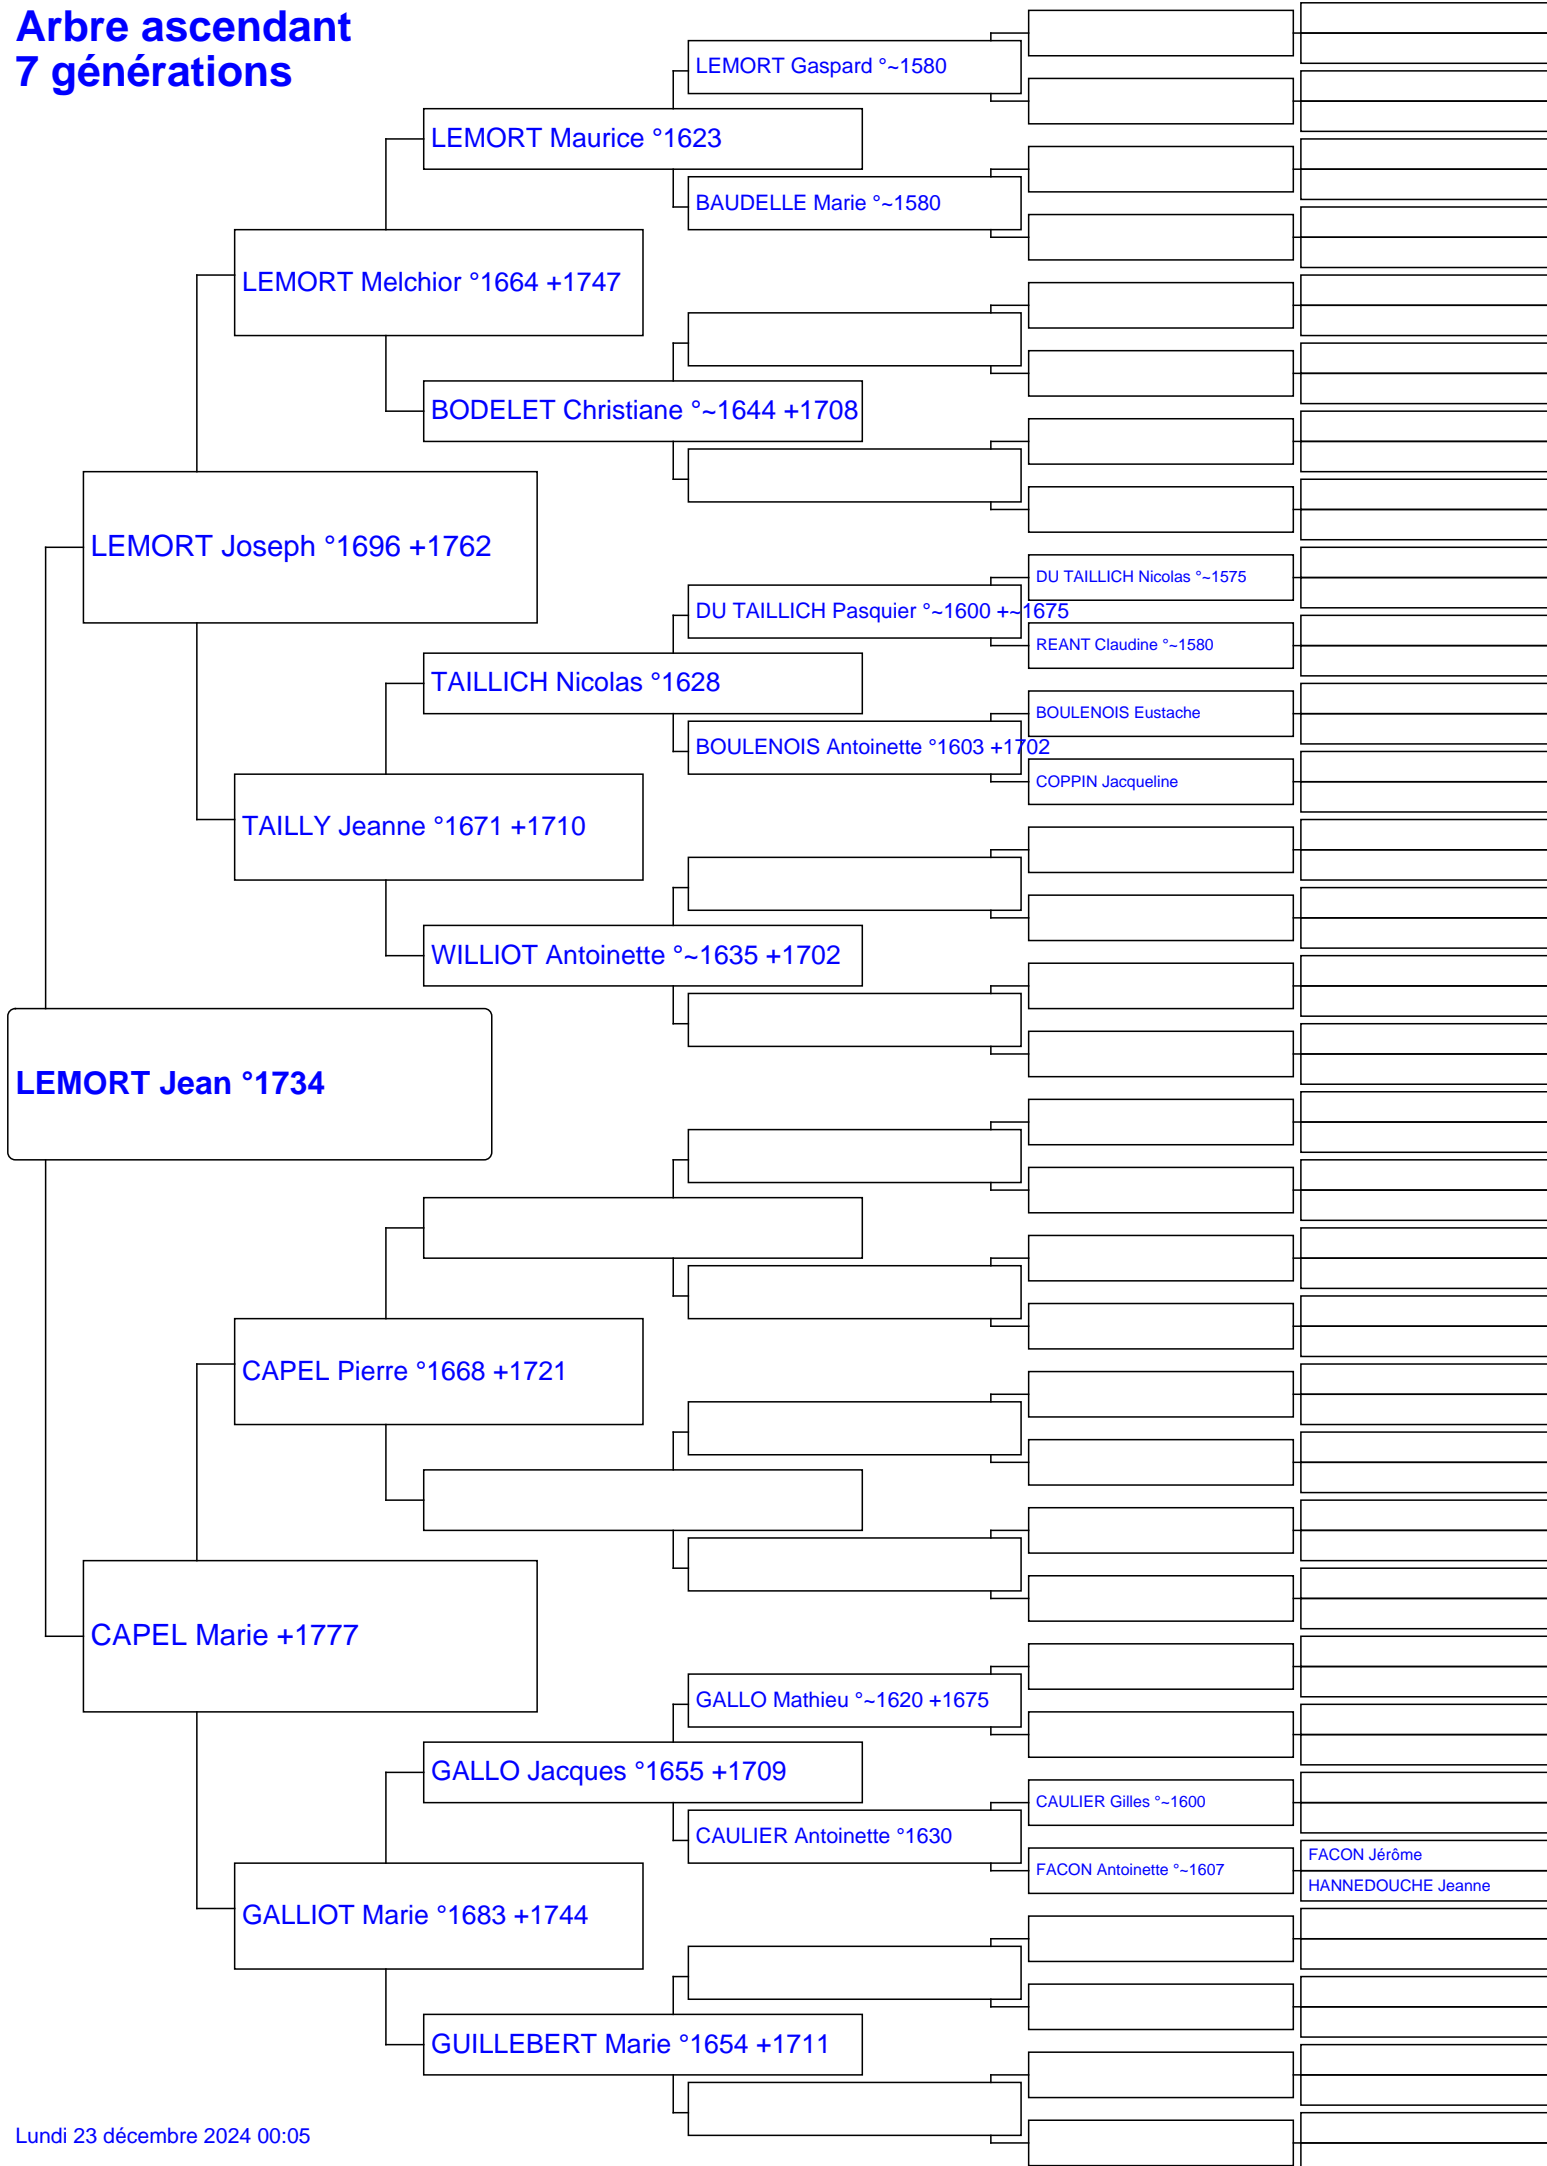 Arbre ascendant
7 générations
LEMORT Gaspard °~1580
LEMORT Maurice °1623
BAUDELLE Marie °~1580
LEMORT Melchior °1664 +1747
BODELET Christiane °~1644 +1708
LEMORT Joseph °1696 +1762
DU TAILLICH Nicolas °~1575
DU TAILLICH Pasquier °~1600 +~1675
REANT Claudine °~1580
TAILLICH Nicolas °1628
BOULENOIS Eustache
BOULENOIS Antoinette °1603 +1702
COPPIN Jacqueline
TAILLY Jeanne °1671 +1710
WILLIOT Antoinette °~1635 +1702
LEMORT Jean °1734
CAPEL Pierre °1668 +1721
CAPEL Marie +1777
GALLO Mathieu °~1620 +1675
GALLO Jacques °1655 +1709
CAULIER Gilles °~1600
CAULIER Antoinette °1630
FACON Jérôme
FACON Antoinette °~1607
HANNEDOUCHE Jeanne
GALLIOT Marie °1683 +1744
GUILLEBERT Marie °1654 +1711
Lundi 23 décembre 2024 00:05